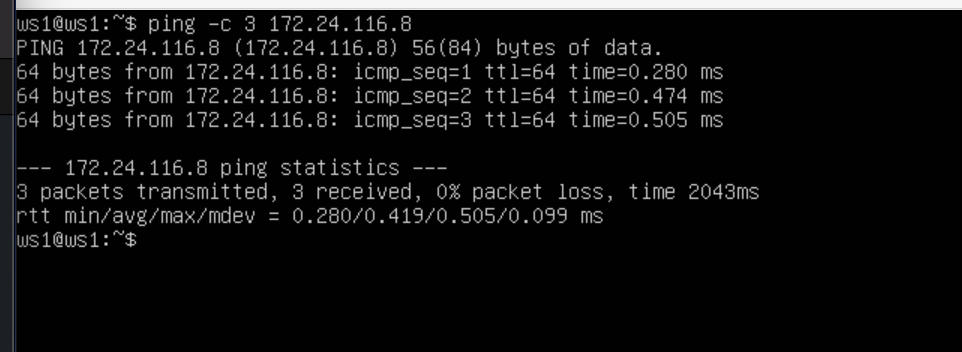 ws1@ws1:~$ ping -c 3 172.24.116.8
PING 172.24.116.8 (172.24.116.8) 56(84) bytes of data.
64 bytes from 172.24.116.8: icmp_seq=1 ttl=64 time=0.280 ms
64 bytes from 172.24.116.8: icmp_seq=2 ttl=64 time=0.474 ms
64 bytes from 172.24.116.8: icmp_seq=3 ttl=64 time=0.505 ms
--- 172.24.116.8 ping statistics ---
3 packets transmitted, 3 received, 0% packet loss, time 2043ms
rtt min/avg/max/mdev = 0.280/0.419/0.505/0.099 ms
ws1@ws1:~$